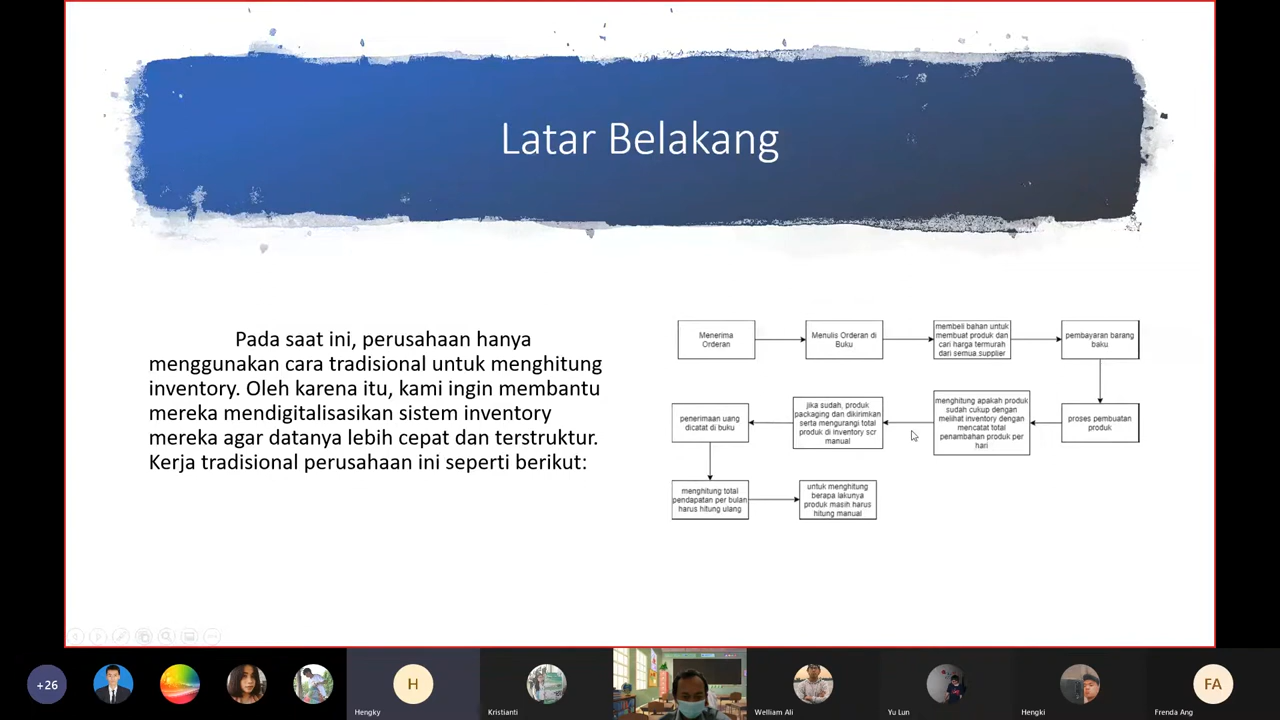 Latar Belakang
Pada saat ini, perusahaan hanya
menggunakan cara tradisional untuk menghitung
inventory. Oleh karena itu, kami ingin membantu
mereka mendigitalisasikan sistem inventory
mereka agar datanya lebih cepat dan terstruktur.
Kerja tradisional perusahaan ini seperti berikut:
Menerima
Orderan
Menulis Orderan di
Buku
membeli bahan untuk
membuat produk dan
cari harga termurah
dari semua supplier
pembayaran barang
baku
proses pembuatan
produk
menghitung apakah produk
sudah cukup dengan
melihat inventory dengan
mencatat total
penambahan produk per
hari
jika sudah, produk
packaging dan dikirimkan
serta mengurangi total
produk di inventory scr
manual
penerimaan uang
dicatat di buku
menghitung total
pendapatan per bulan
harus hitung ulang
untuk menghitung
berapa lakunya
produk masih harus
hitung manual
+26
H
Hengky
Kristianti
Welliam Ali
Yu Lun
Hengki
FA
Frenda Ang